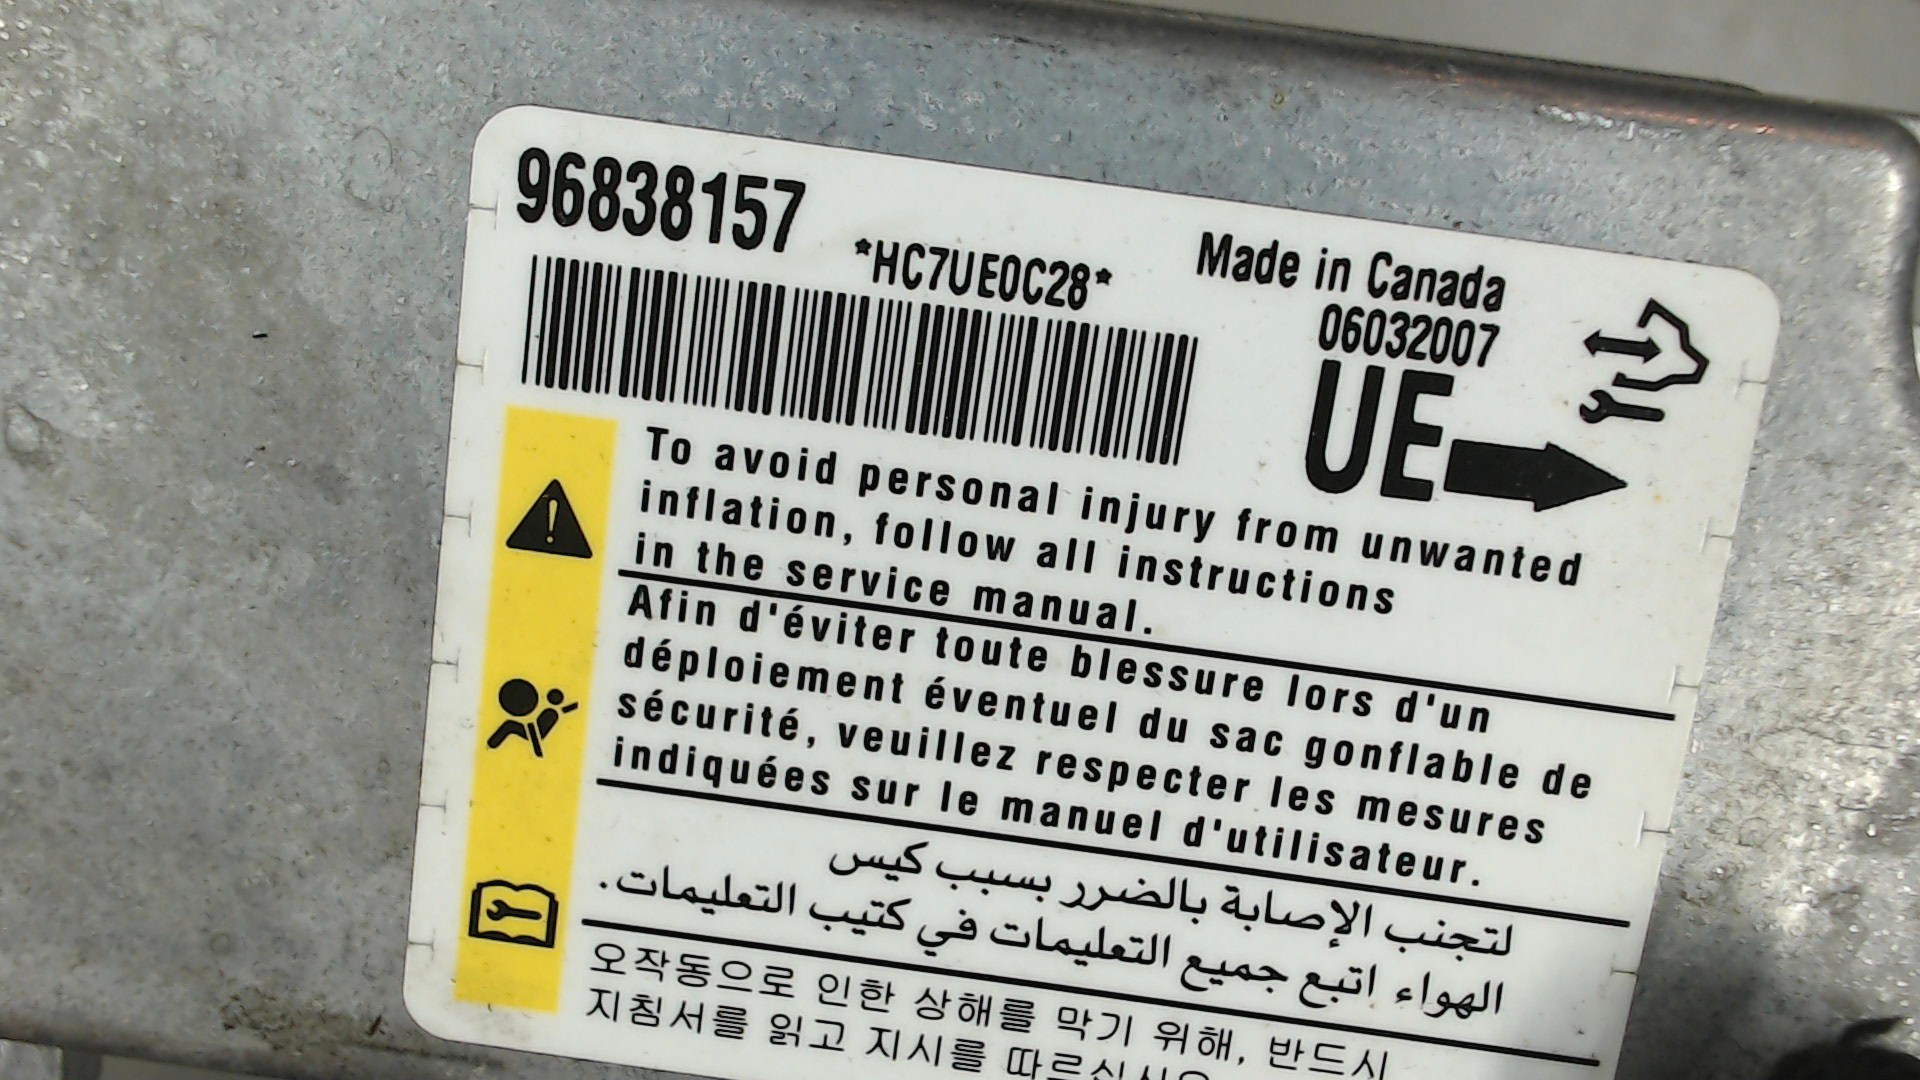 96838157
*HC7UE0C28*
Made in Canada
06032007
UE
To avoid personal injury from unwanted
inflation, follow all instructions
in the service manual.
Afin d'éviter toute blessure lors d'un
déploiement éventuel du sac gonflable de
sécurité, veuillez respecter les mesures
indiquées sur le manuel d'utilisateur.
لتجنب الإصابة بالضرر بسبب كيس
الهواء اتبع جميع التعليمات في كتيب التعليمات.
오작동으로 인한 상해를 막기 위해, 반드시
지침서를 읽고 지시를